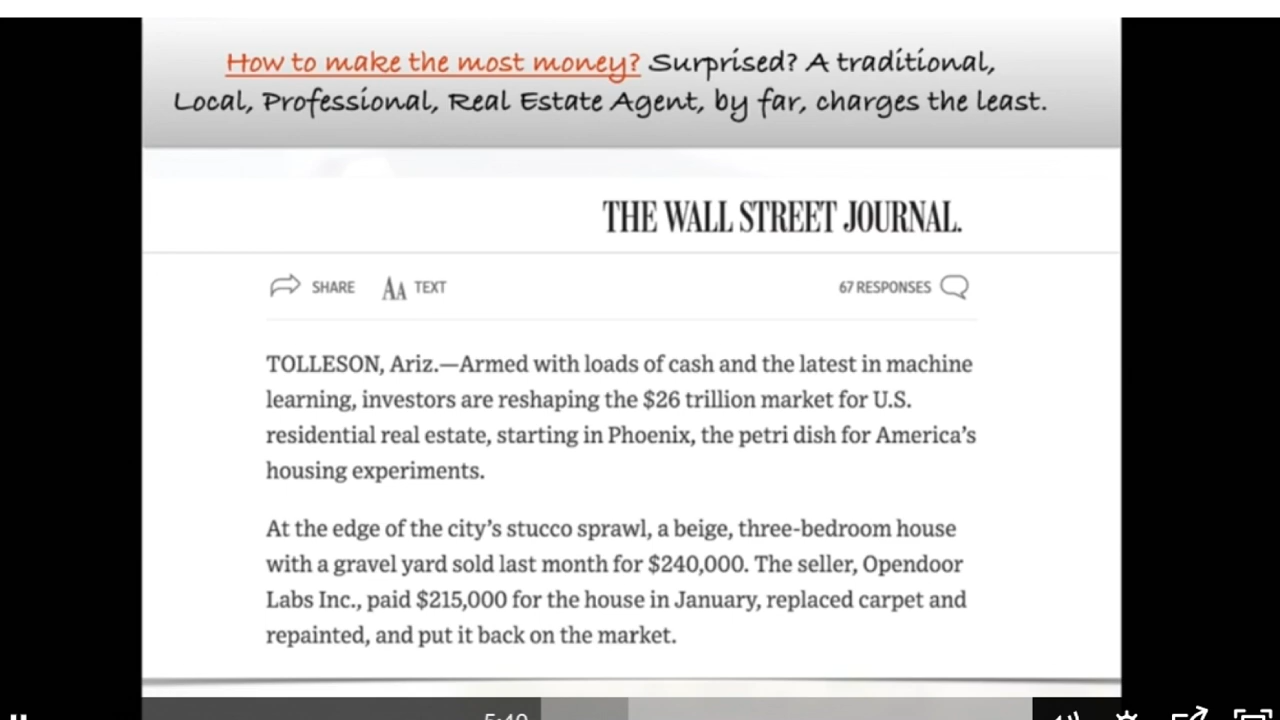 How to make the most money? Surprised? A traditional,
Local, Professional, Real Estate Agent, by far, charges the least.
THE WALL STREET JOURNAL.
SHARE AA TEXT 67 RESPONSES
TOLLESON, Ariz.—Armed with loads of cash and the latest in machine
learning, investors are reshaping the $26 trillion market for U.S.
residential real estate, starting in Phoenix, the petri dish for America’s
housing experiments.
At the edge of the city’s stucco sprawl, a beige, three-bedroom house
with a gravel yard sold last month for $240,000. The seller, Opendoor
Labs Inc., paid $215,000 for the house in January, replaced carpet and
repainted, and put it back on the market.